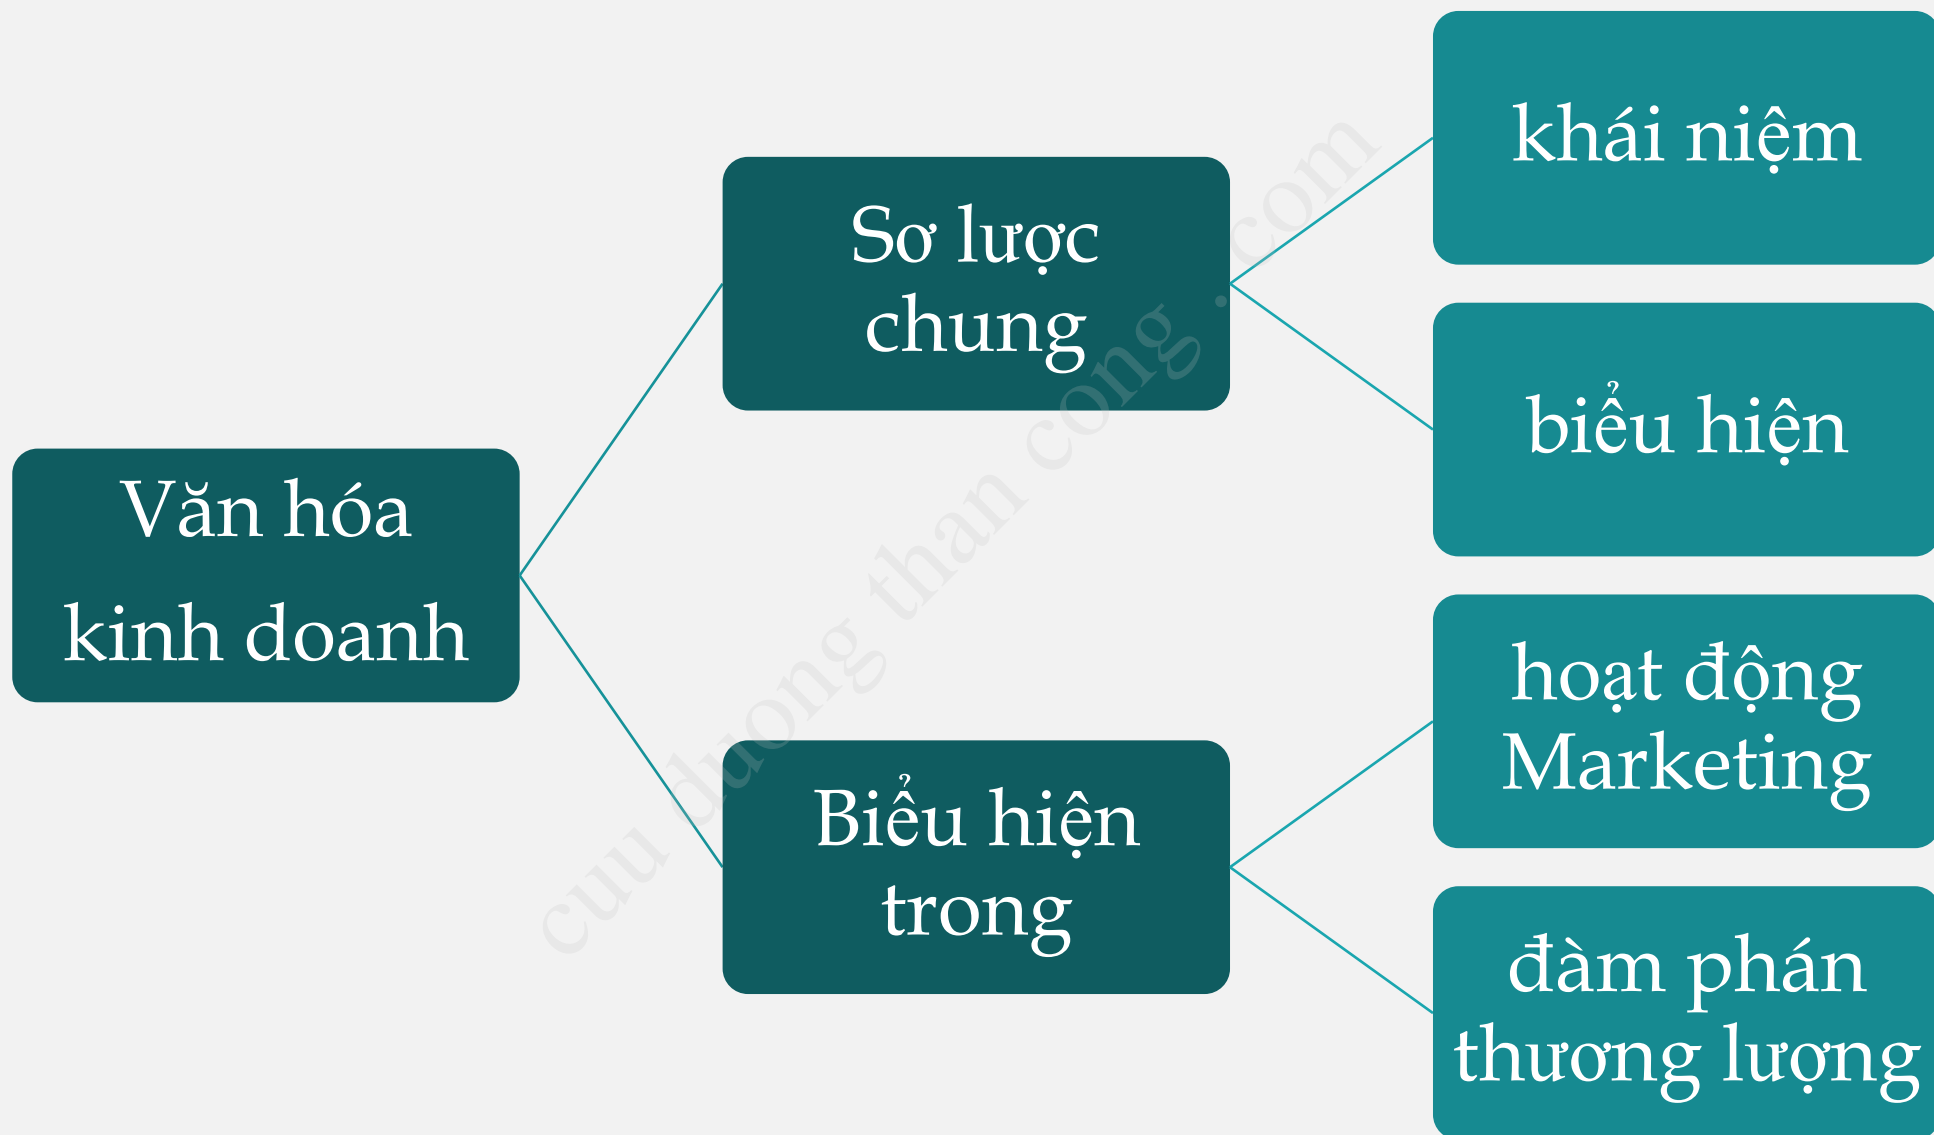 Văn hóa
kinh doanh
Sơ lược
chung
khái niệm
biểu hiện
Biểu hiện
trong
hoạt động
Marketing
đàm phán
thương lượng
cuu duong than cong . com